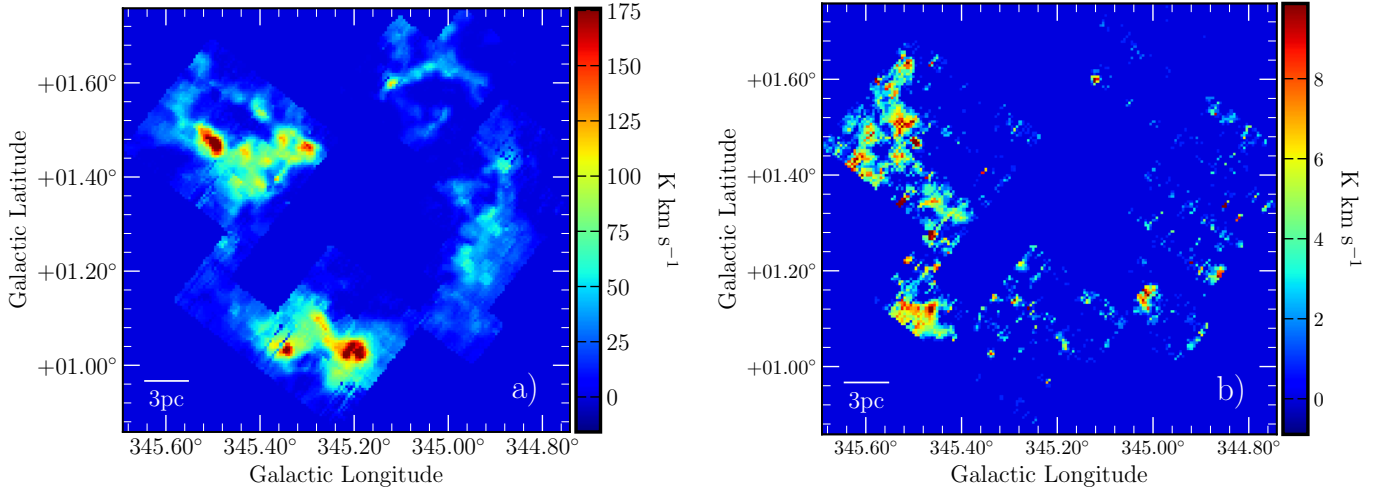 175
150
125
100
75
50
25
0
K km s⁻¹
+01.60°
+01.40°
+01.20°
+01.00°
Galactic Latitude
3pc
a)
345.60° 345.40° 345.20° 345.00° 344.80°
Galactic Longitude
8
6
4
2
0
K km s⁻¹
+01.60°
+01.40°
+01.20°
+01.00°
Galactic Latitude
3pc
b)
345.60° 345.40° 345.20° 345.00° 344.80°
Galactic Longitude